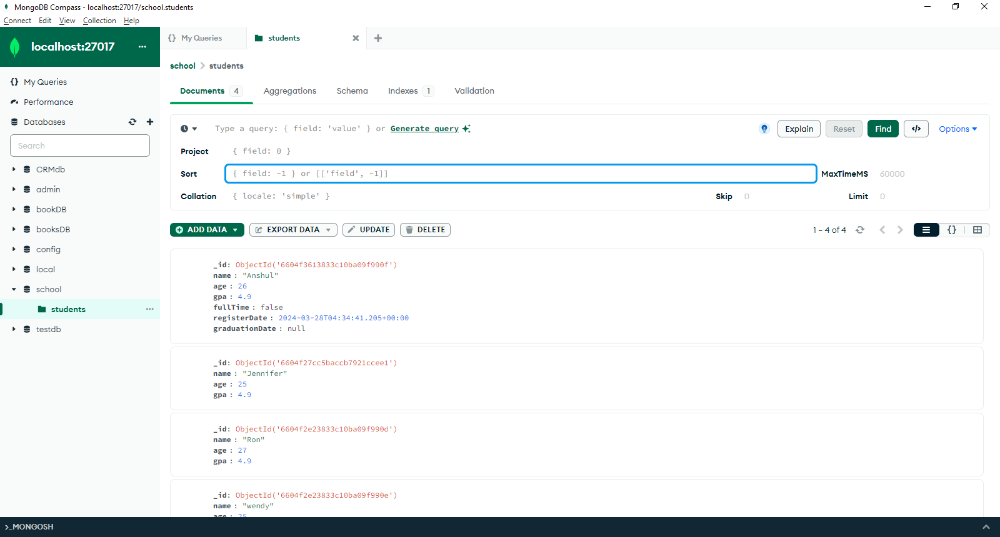 MongoDB Compass - localhost:27017/school.students
Connect Edit View Collection Help
localhost:27017 ...
{} My Queries
students
My Queries
Performance
Databases
Search
CRMdb
admin
bookDB
booksDB
config
local
school
students ...
testdb
school > students
Documents 4 Aggregations Schema Indexes 1 Validation
Type a query: { field: 'value' } or Generate query
Explain Reset Find </> Options
Project { field: 0 }
Sort { field: -1 } or [['field', -1]] MaxTimeMS 60000
Collation { locale: 'simple' } Skip 0 Limit 0
ADD DATA EXPORT DATA UPDATE DELETE 1 – 4 of 4 {}
_id: ObjectId('6604f3613833c10ba09f990f')
name : "Anshul"
age : 26
gpa : 4.9
fullTime : false
registerDate : 2024-03-28T04:34:41.205+00:00
graduationDate : null
_id: ObjectId('6604f27cc5baccb7921ccee1')
name : "Jennifer"
age : 25
gpa : 4.9
_id: ObjectId('6604f2e23833c10ba09f990d')
name : "Ron"
age : 27
gpa : 4.9
_id: ObjectId('6604f2e23833c10ba09f990e')
name : "wendy"
age : 25
>_MONGOSH